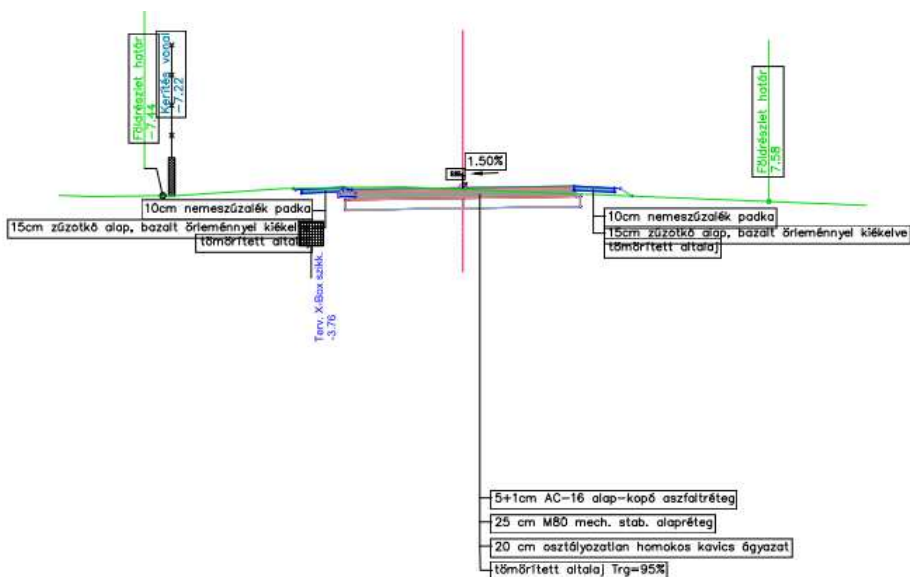 Földrészlet határ
-7.44
Kerítés vonal
-7.22
Földrészlet határ
7.58
1.50%
10cm nemeszúzalék padka
15cm zúzotkő alap, bazalt őrleménnyel kiékelve
tömörített altalaj
10cm nemeszúzalék padka
15cm zúzotkő alap, bazalt őrleménnyel kiékelve
tömörített altalaj
Terv. X-Box szikk.
-3.76
5+1cm AC-16 alap-kopó aszfaltréteg
25 cm M80 mech. stab. alapréteg
20 cm osztályozatlan homokos kavics ágyazat
tömörített altalaj Trg=95%